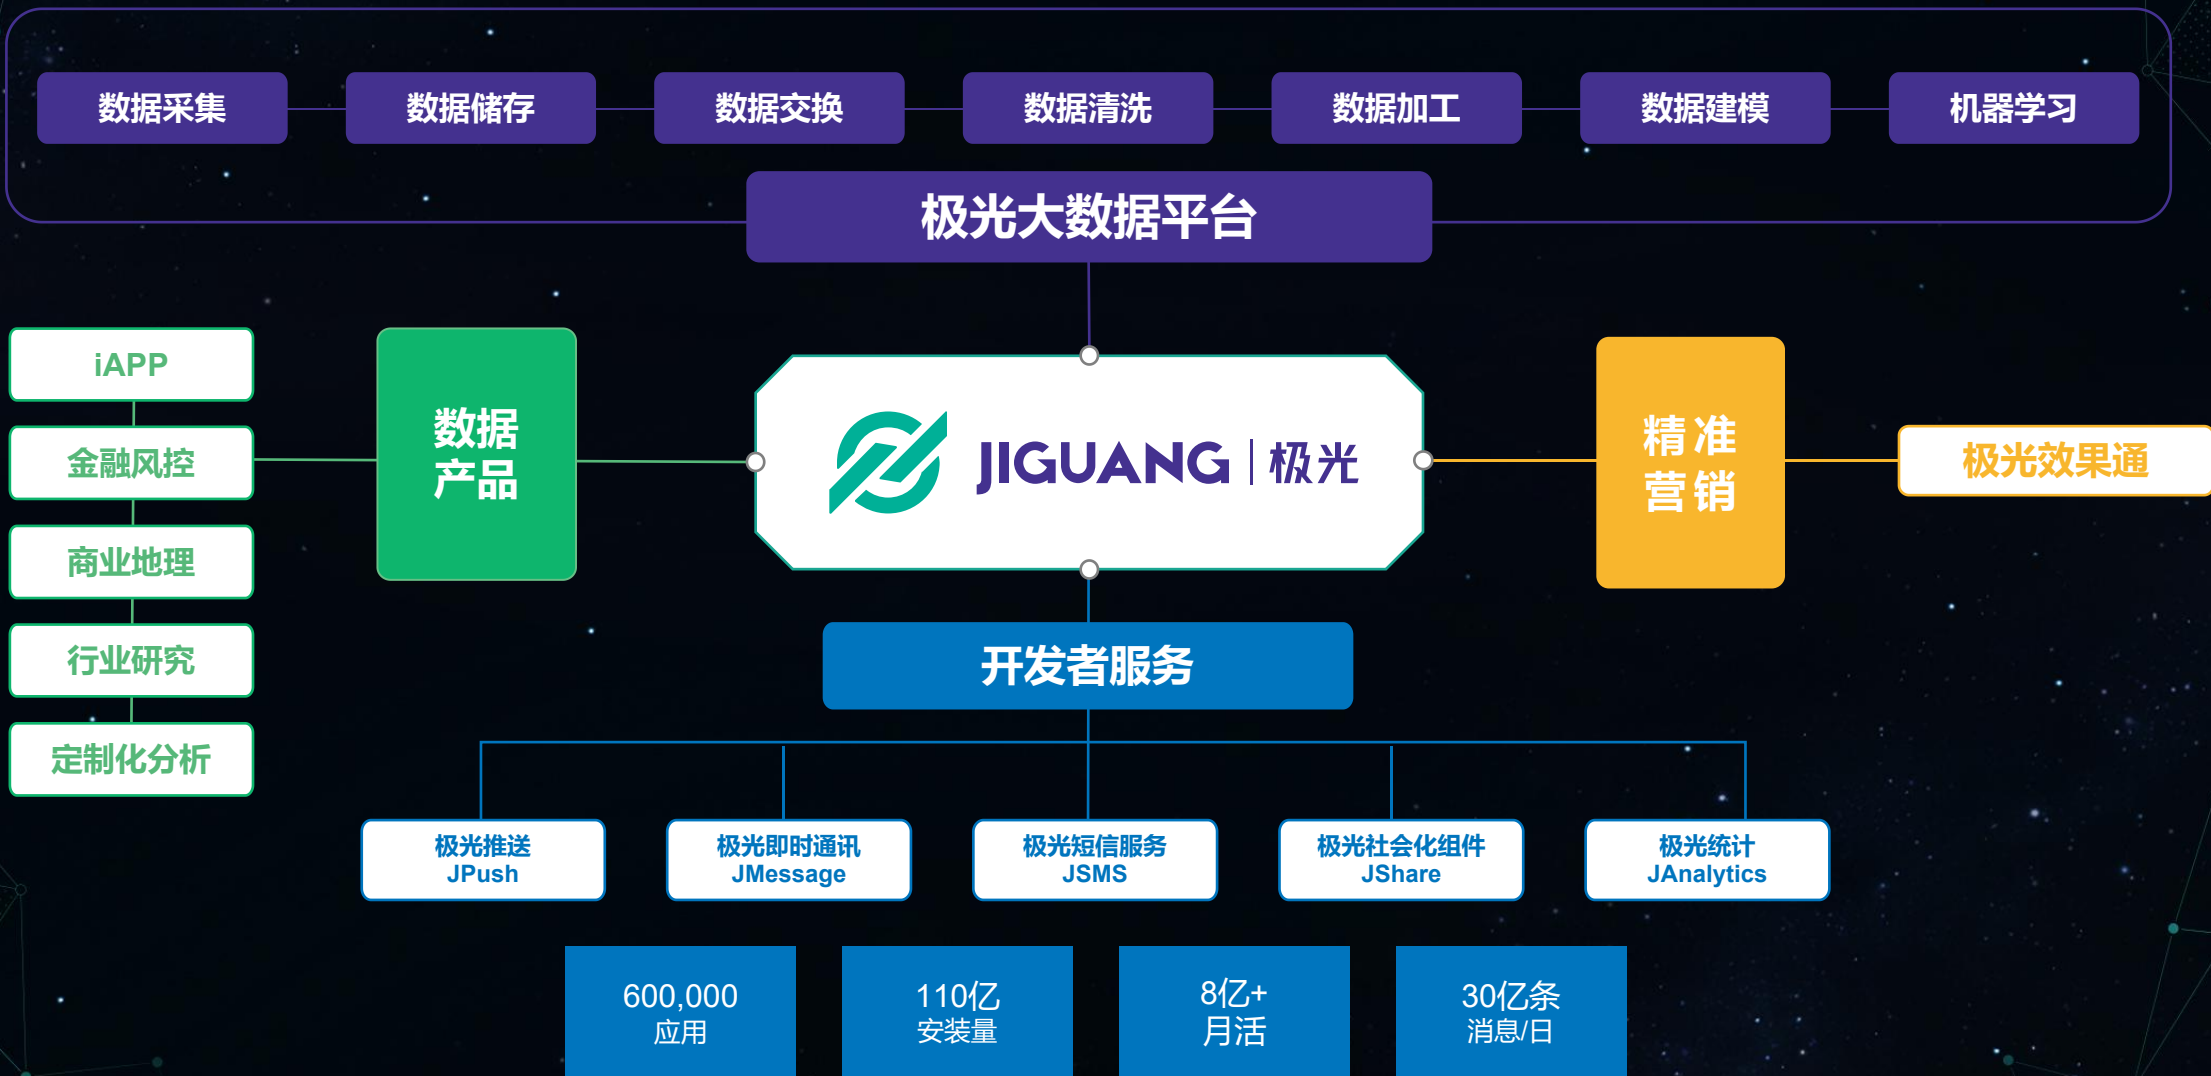 数据采集
数据储存
数据交换
数据清洗
数据加工
数据建模
机器学习
极光大数据平台
iAPP
金融风控
商业地理
行业研究
定制化分析
数据
产品
JIGUANG | 极光
精准
营销
极光效果通
开发者服务
极光推送
JPush
极光即时通讯
JMessage
极光短信服务
JSMS
极光社会化组件
JShare
极光统计
JAnalytics
600,000
应用
110亿
安装量
8亿+
月活
30亿条
消息/日